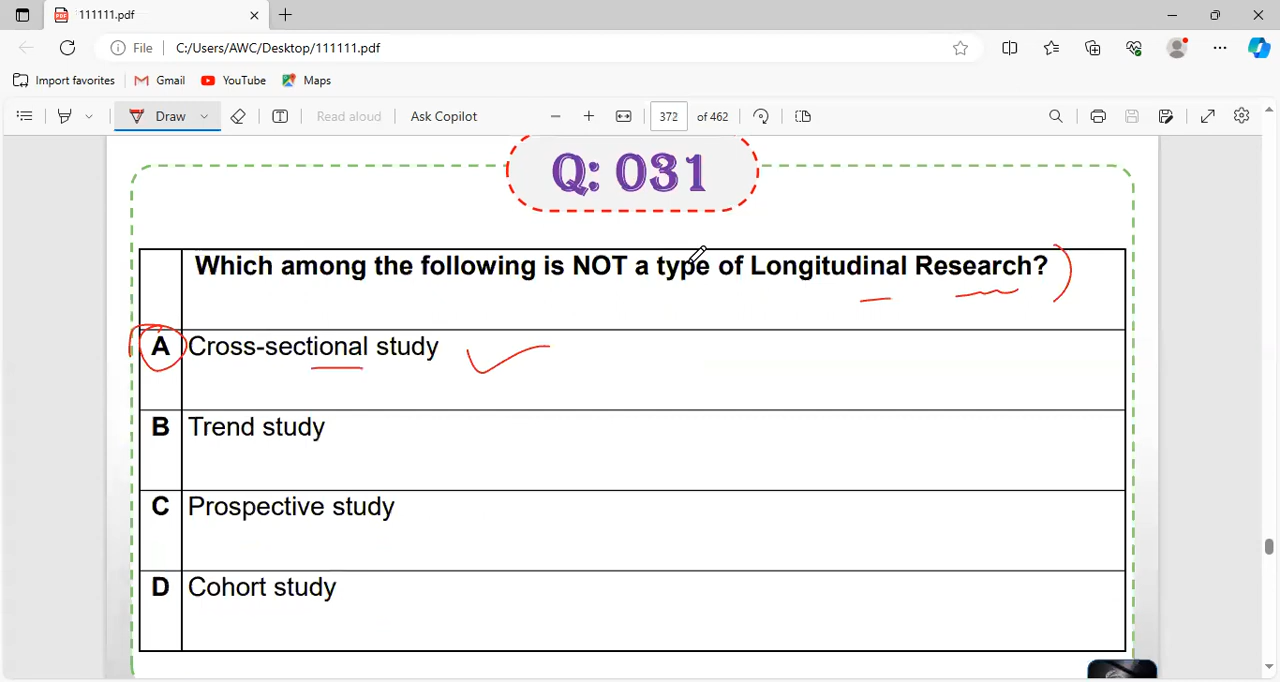 111111.pdf
File C:/Users/AWC/Desktop/111111.pdf
Import favorites Gmail YouTube Maps
Draw Read aloud Ask Copilot 372 of 462
Q: 031
Which among the following is NOT a type of Longitudinal Research?
A Cross-sectional study
B Trend study
C Prospective study
D Cohort study